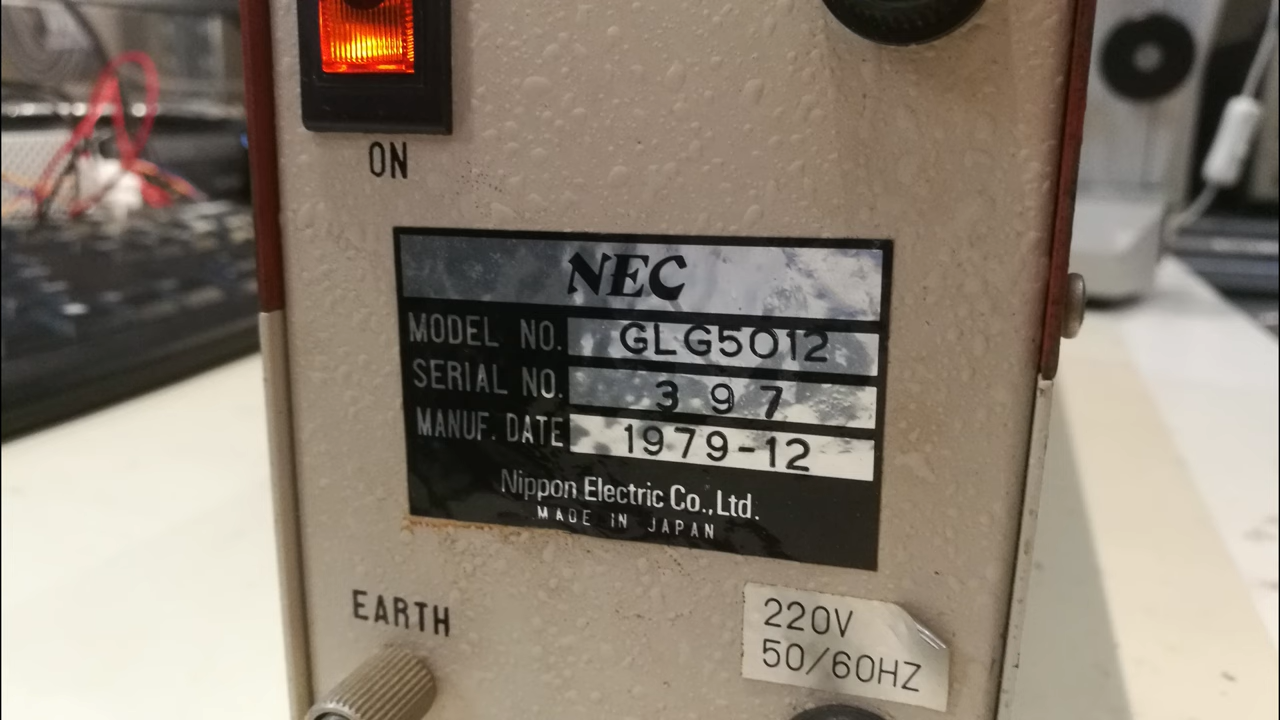 ON
NEC
MODEL NO. GLG5012
SERIAL NO. 397
MANUF. DATE 1979-12
Nippon Electric Co.,Ltd.
MADE IN JAPAN
EARTH
220V
50/60HZ